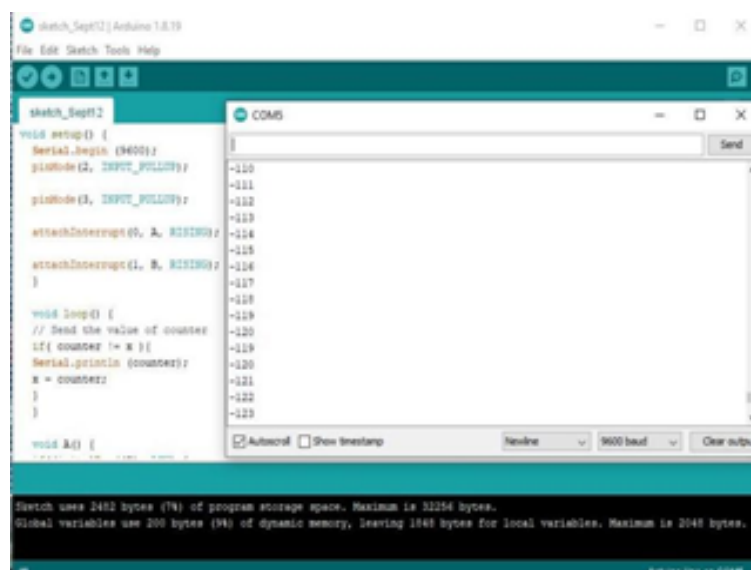 sketch_Sept12 | Arduino 1.8.19
File Edit Sketch Tools Help
sketch_Sept12
void setup() {
Serial.begin (9600);
pinMode(2, INPUT_PULLUP);
pinMode(3, INPUT_PULLUP);
attachInterrupt(0, A, RISING);
attachInterrupt(1, B, RISING);
}
void loop() {
// Send the value of counter
if( counter != x ){
Serial.println (counter);
x = counter;
}
}
void A() {
COM5
Send
-110
-111
-112
-113
-114
-115
-116
-117
-118
-119
-120
-119
-120
-121
-122
-123
Autoscroll Show timestamp
Newline
9600 baud
Clear outpu
Sketch uses 2482 bytes (7%) of program storage space. Maximum is 32256 bytes.
Global variables use 200 bytes (9%) of dynamic memory, leaving 1848 bytes for local variables. Maximum is 2048 bytes.